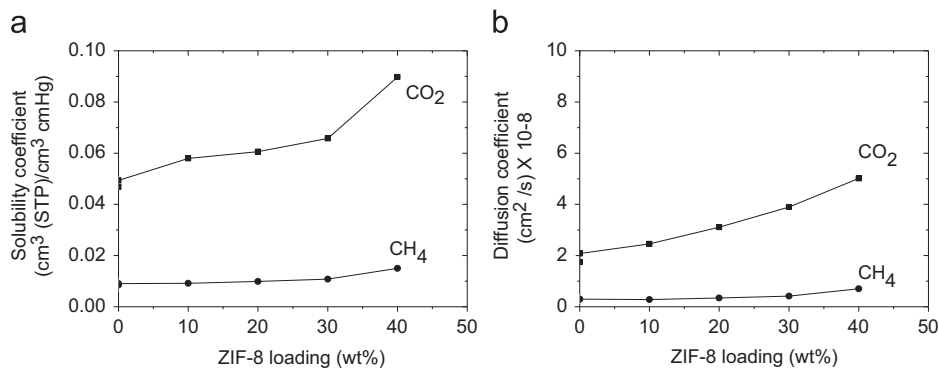 a
0.10
0.08
0.06
0.04
0.02
0.00
Solubility coefficient
(cm³ (STP)/cm³ cmHg)
CO₂
CH₄
0 10 20 30 40 50
ZIF-8 loading (wt%)
b
10
8
6
4
2
0
Diffusion coefficient
(cm² /s) X 10-8
CO₂
CH₄
0 10 20 30 40 50
ZIF-8 loading (wt%)